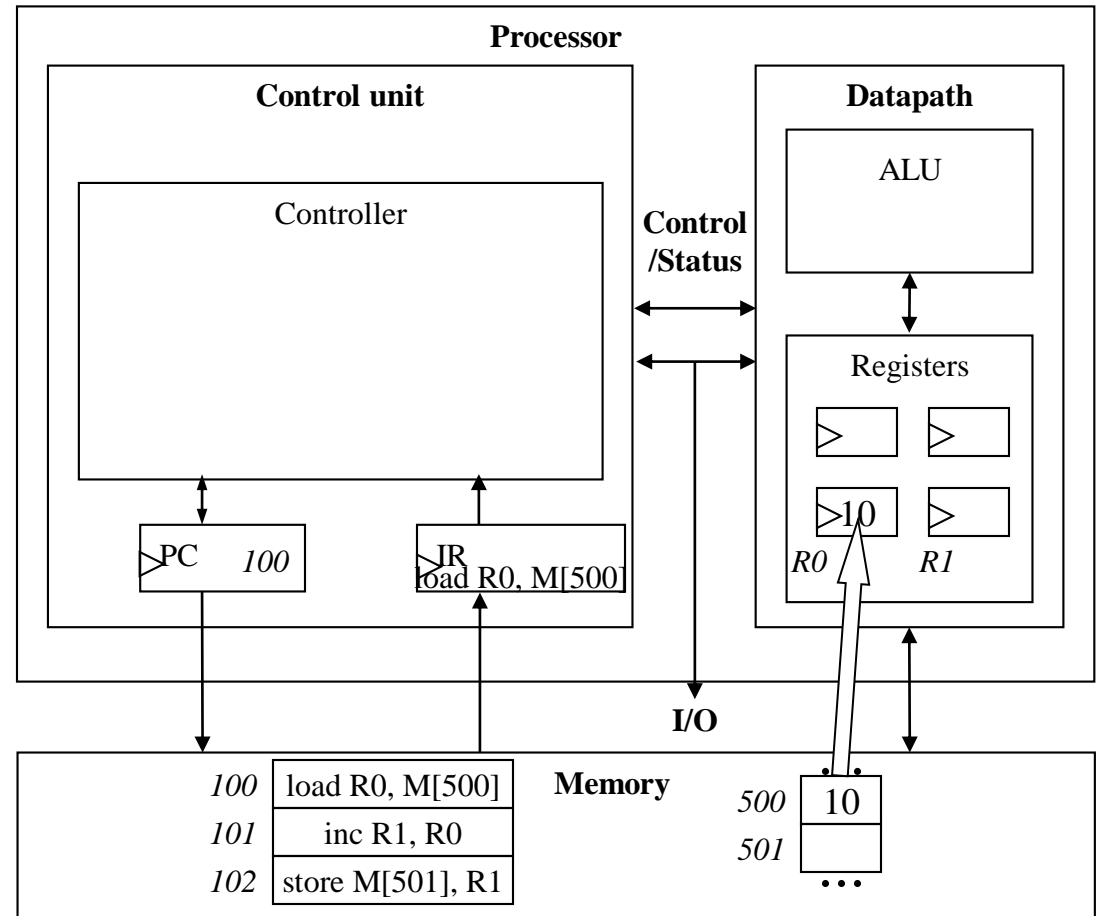 Processor
Control unit
Datapath
ALU
Controller
Control
/Status
Registers
10
R0 R1
PC 100
IR
load R0, M[500]
I/O
Memory
100 load R0, M[500]
101 inc R1, R0
102 store M[501], R1
500 10
501